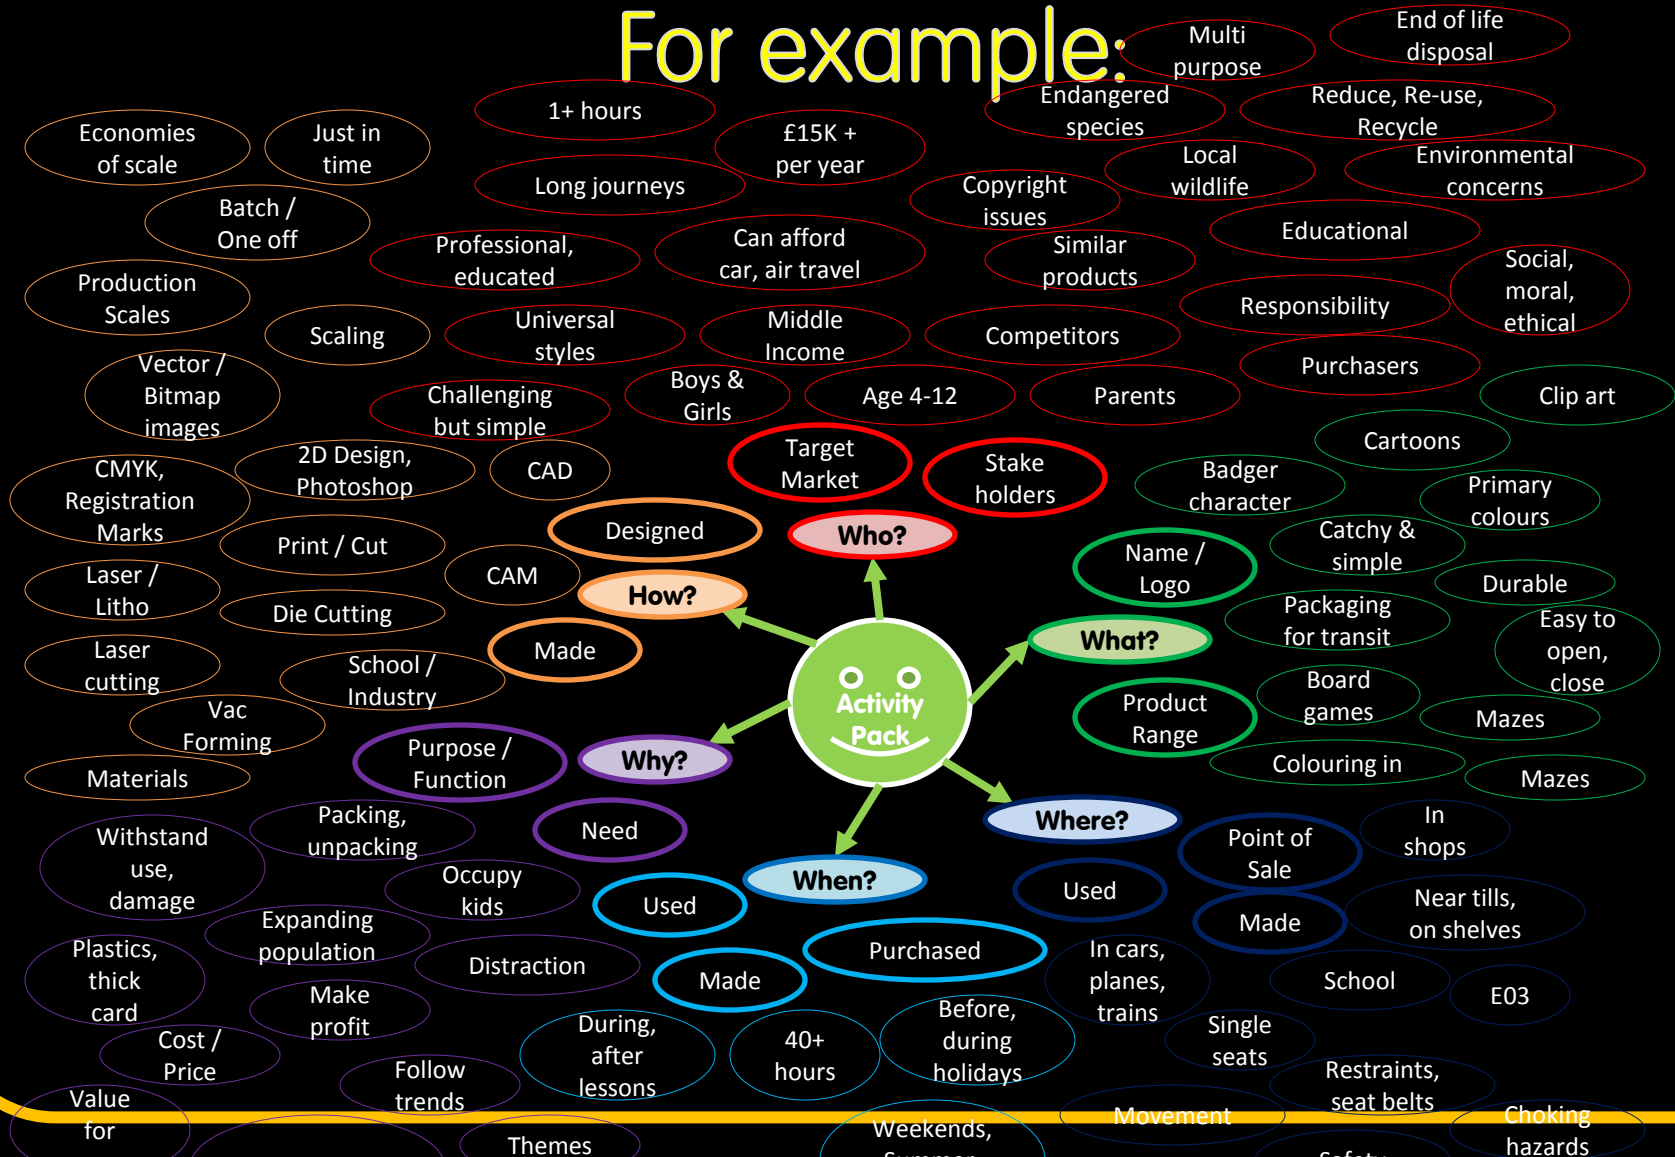 For example:
Multi
purpose
End of life
disposal
1+ hours
£15K +
per year
Endangered
species
Reduce, Re-use,
Recycle
Economies
of scale
Just in
time
Long journeys
Copyright
issues
Local
wildlife
Environmental
concerns
Batch /
One off
Professional,
educated
Can afford
car, air travel
Similar
products
Educational
Social,
moral,
ethical
Production
Scales
Scaling
Universal
styles
Middle
Income
Competitors
Responsibility
Purchasers
Vector /
Bitmap
images
Challenging
but simple
Boys &
Girls
Age 4-12
Parents
Clip art
Cartoons
CMYK,
Registration
Marks
2D Design,
Photoshop
CAD
Target
Market
Stake
holders
Badger
character
Primary
colours
Print / Cut
Designed
Who?
Catchy &
simple
Name /
Logo
Durable
Laser /
Litho
CAM
How?
Die Cutting
Packaging
for transit
Easy to
open,
close
What?
Laser
cutting
School /
Industry
Made
Activity
Pack
Board
games
Product
Range
Mazes
Vac
Forming
Purpose /
Function
Why?
Colouring in
Mazes
Materials
Packing,
unpacking
Need
Where?
In
shops
Point of
Sale
Withstand
use,
damage
Occupy
kids
When?
Used
Used
Made
Near tills,
on shelves
Expanding
population
Purchased
Plastics,
thick
card
Distraction
Made
In cars,
planes,
trains
School
E03
Make
profit
During,
after
lessons
40+
hours
Before,
during
holidays
Single
seats
Cost /
Price
Follow
trends
Restraints,
seat belts
Value
for
Themes
Weekends,
Movement
Choking
hazards